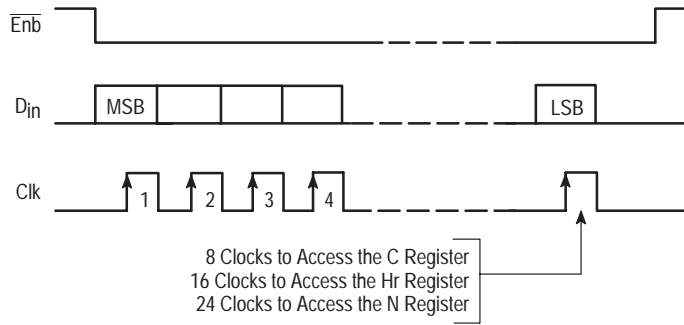 Enb
Din
MSB
LSB
Clk
1 2 3 4
8 Clocks to Access the C Register
16 Clocks to Access the Hr Register
24 Clocks to Access the N Register